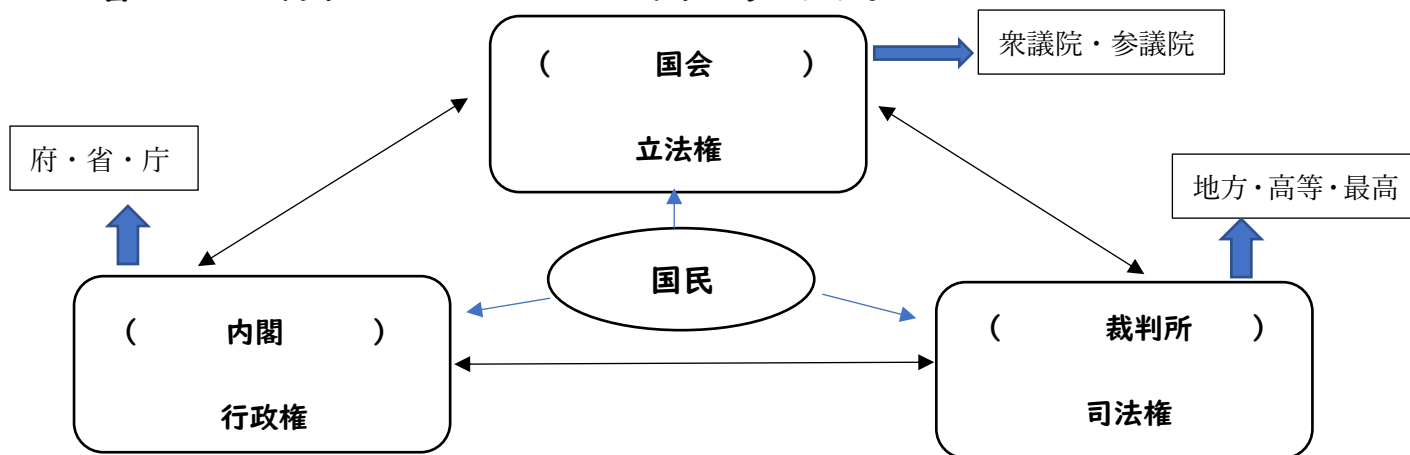 衆議院・参議院
( 国会 )
立法権
府・省・庁
地方・高等・最高
国民
( 内閣 )
行政権
( 裁判所 )
司法権